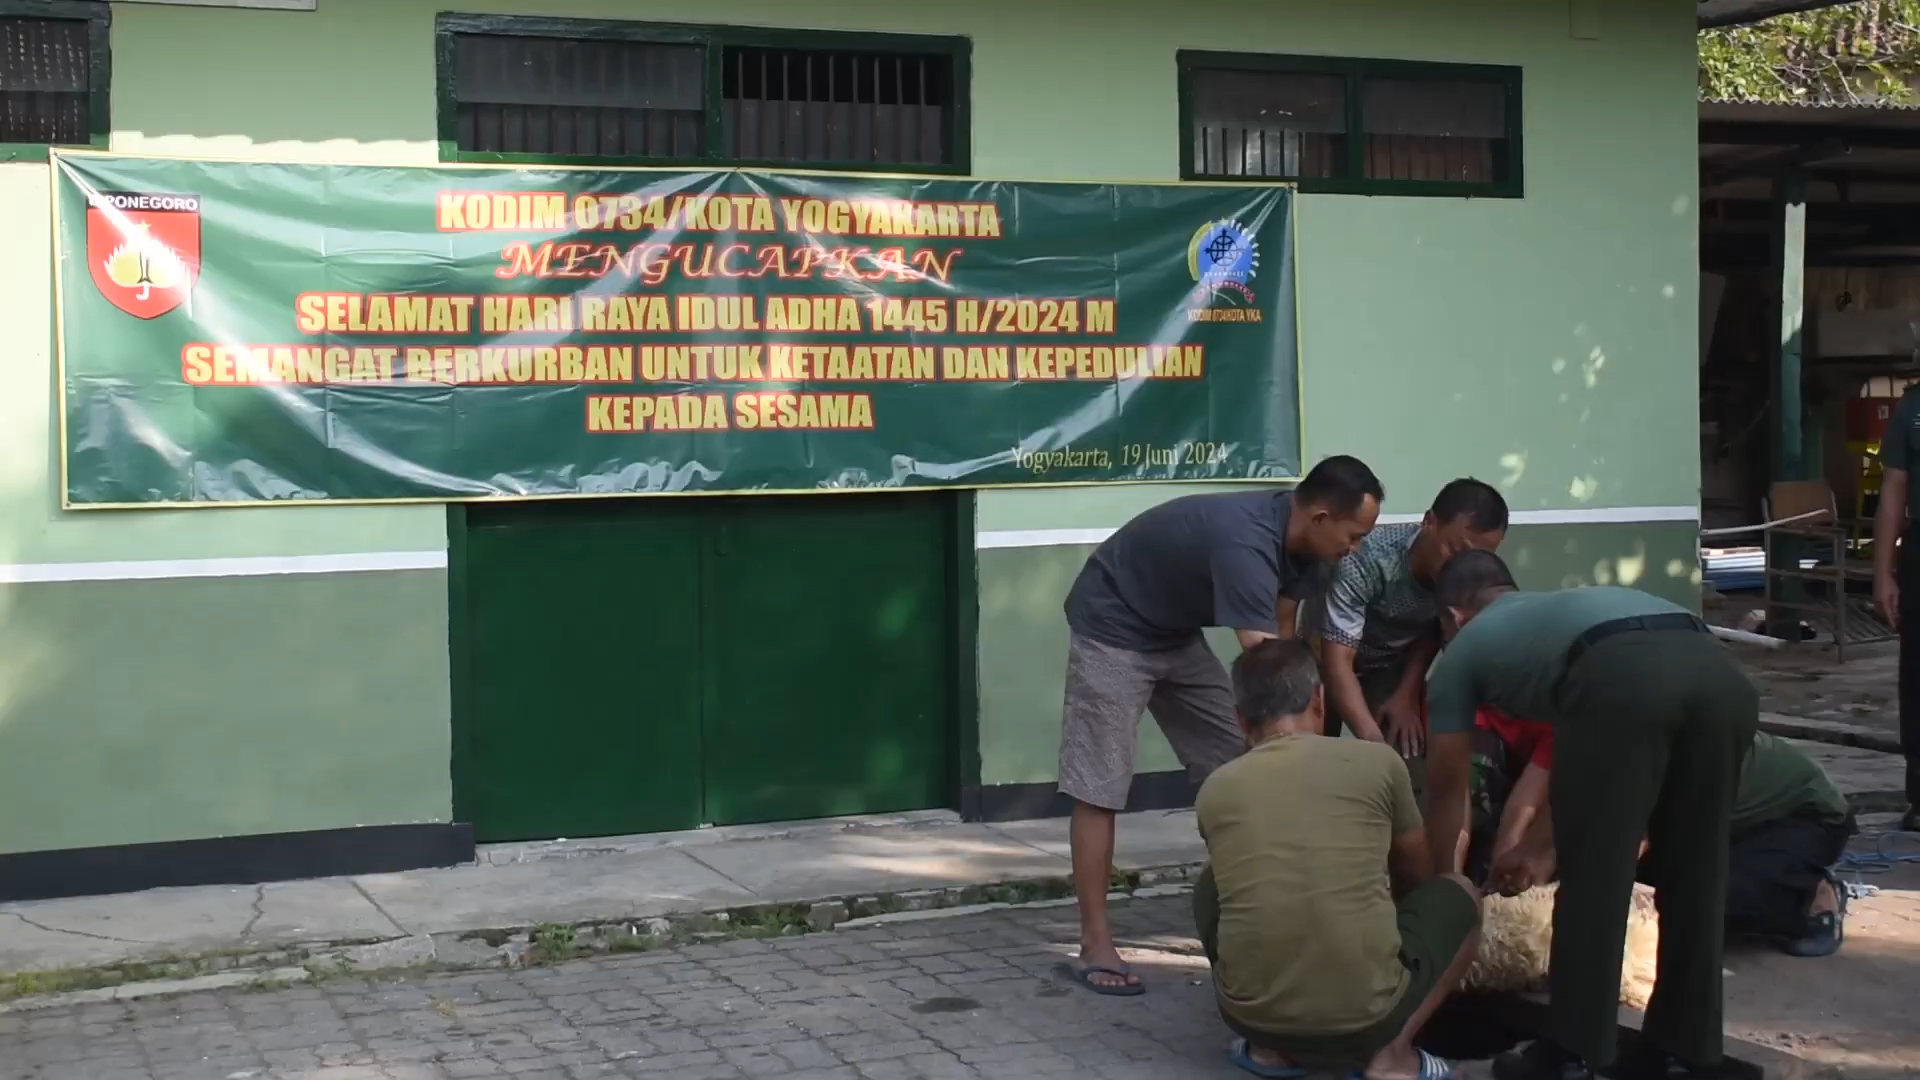 KODIM 0734/KOTA YOGYAKARTA
MENGUCAPKAN
SELAMAT HARI RAYA IDUL ADHA 1445 H/2024 M
SEMANGAT BERKURBAN UNTUK KETAATAN DAN KEPEDULIAN
KEPADA SESAMA
Yogyakarta, 19 Juni 2024
KODIM 0734/KOTA YKA